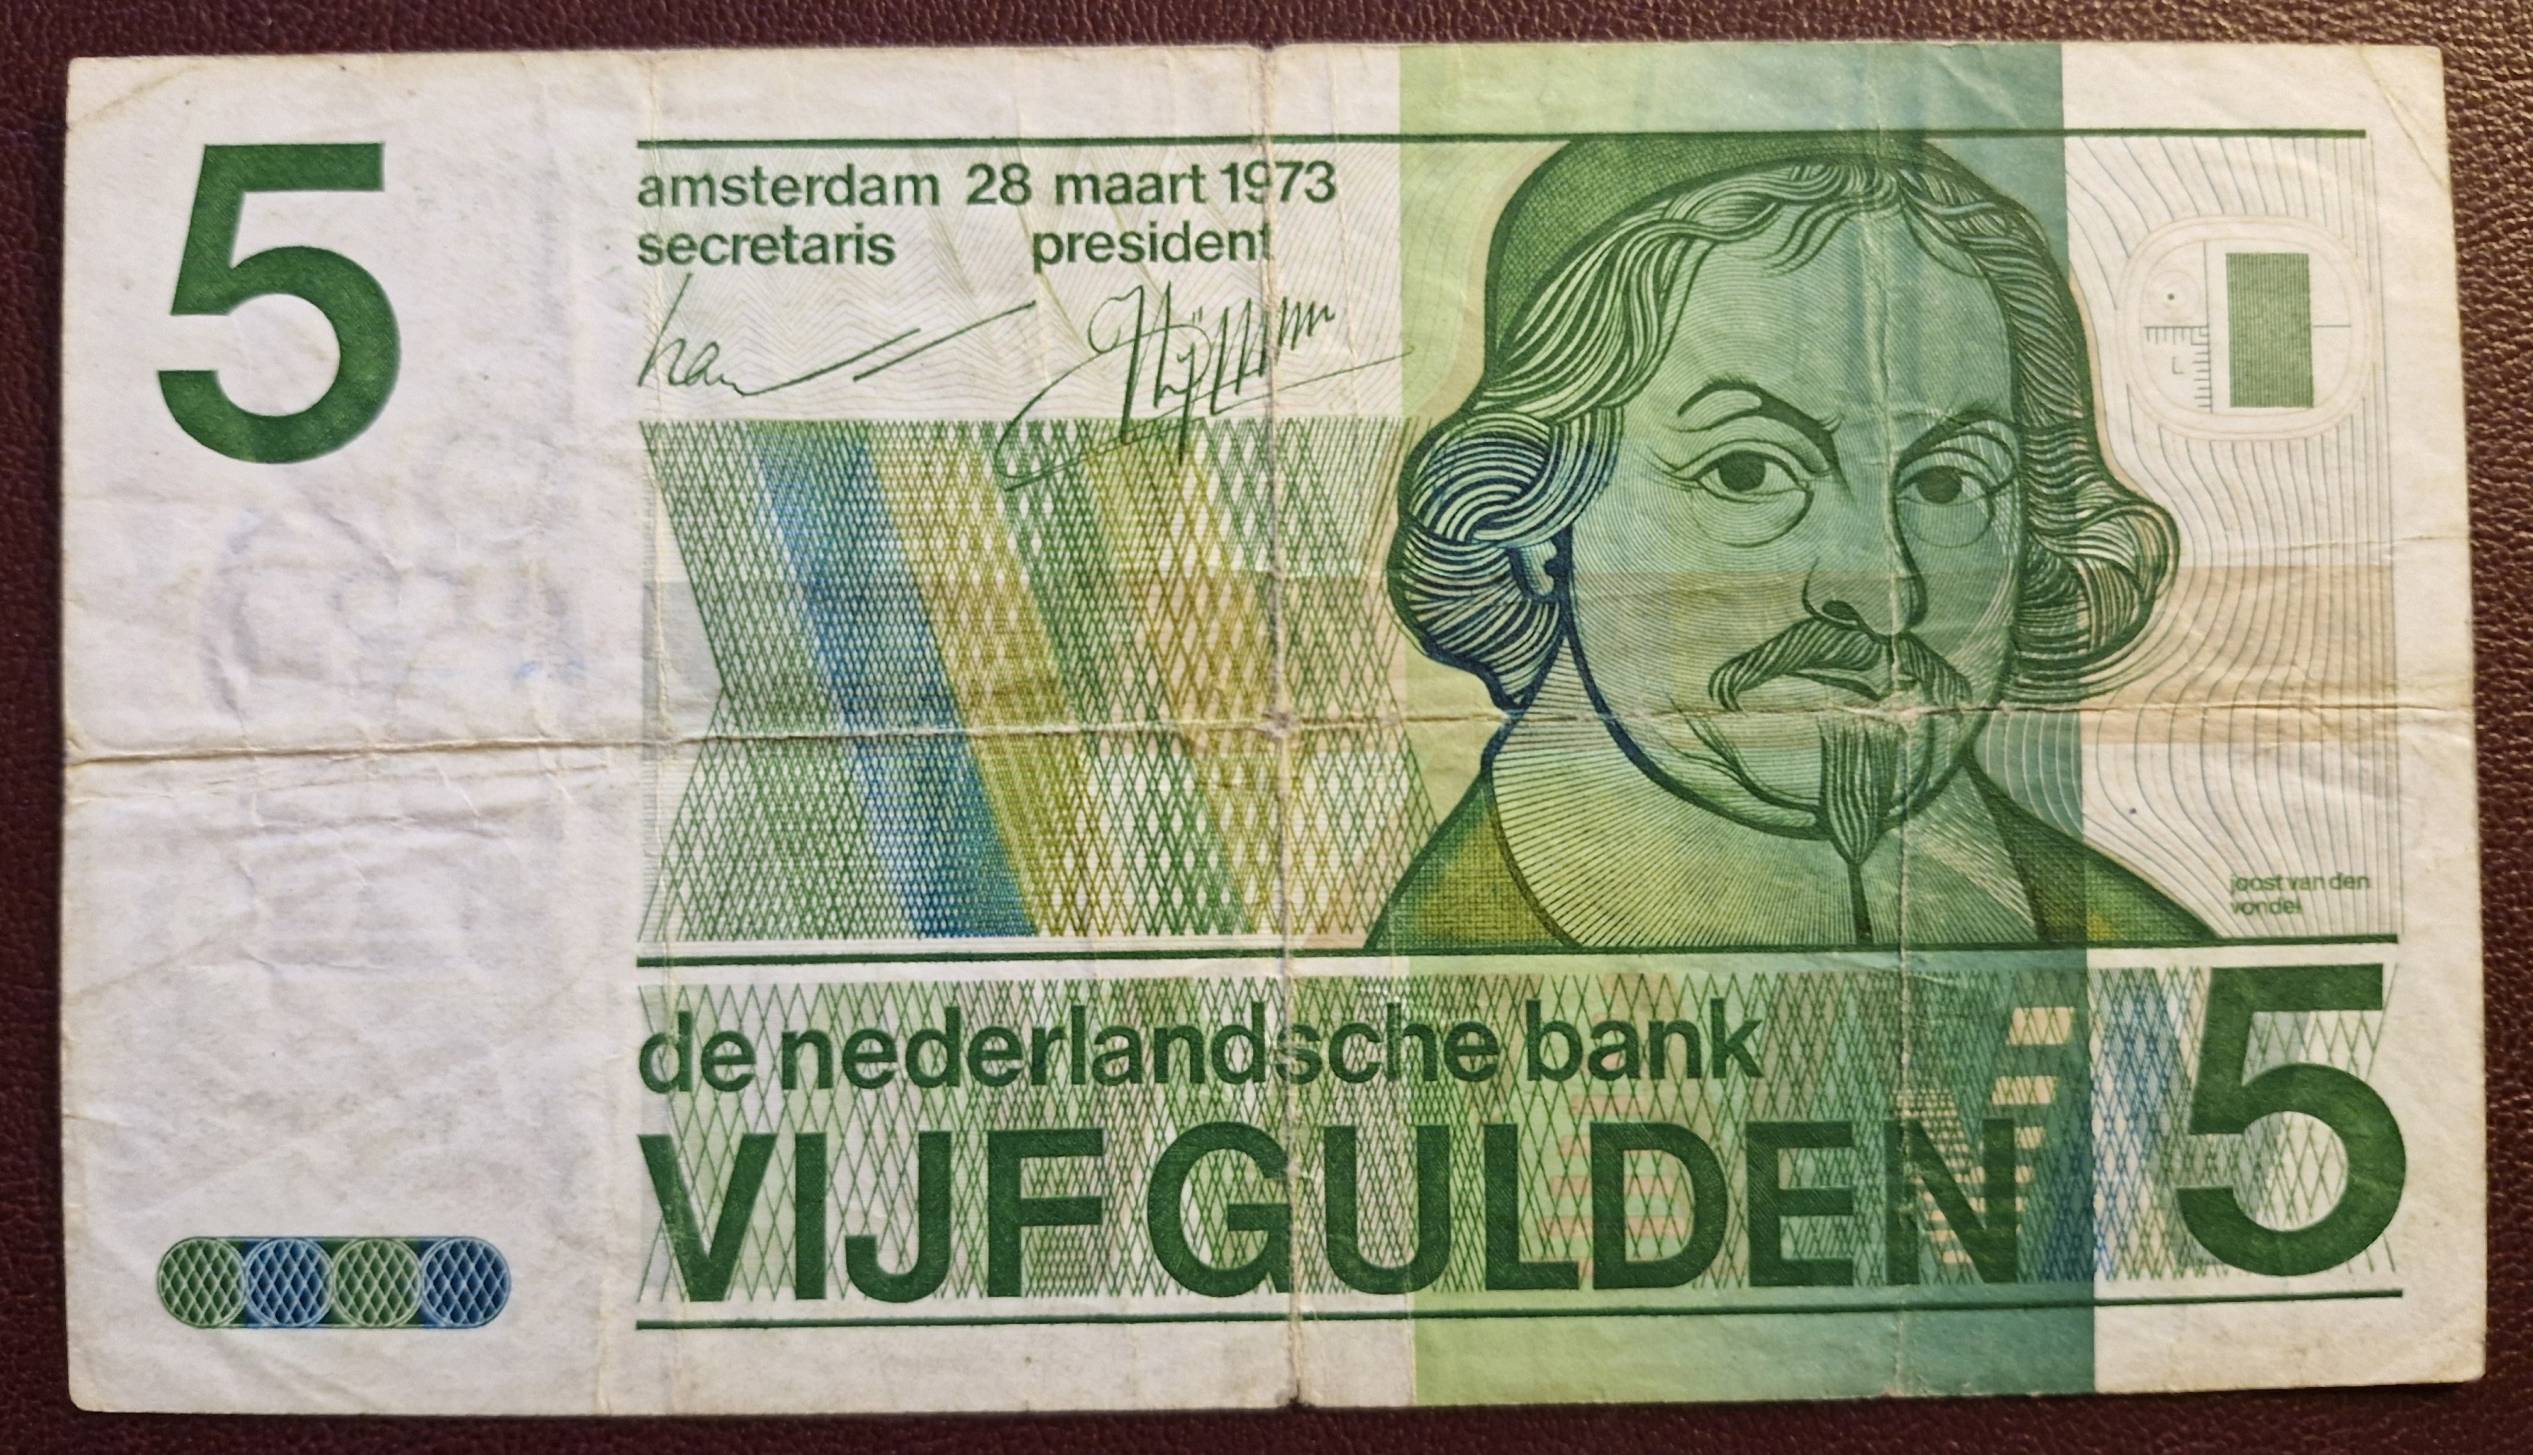 5
amsterdam 28 maart 1973
secretaris president
L
joost van den
vondel
de nederlandsche bank
VIJF GULDEN
5